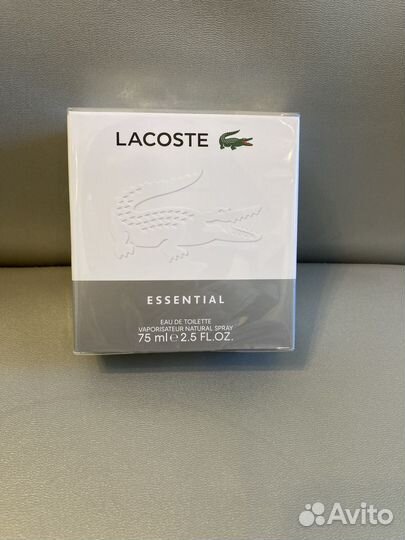 LACOSTE
ESSENTIAL
EAU DE TOILETTE
VAPORISATEUR NATURAL SPRAY
75 ml ℮ 2.5 FL.OZ.
Avito